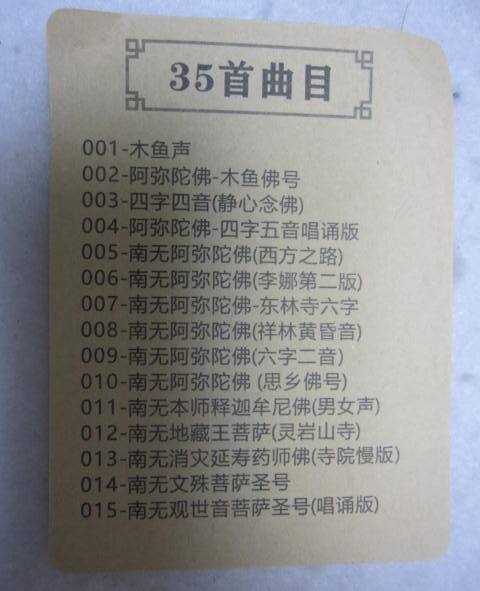 35首曲目
001-木鱼声
002-阿弥陀佛-木鱼佛号
003-四字四音(静心念佛)
004-阿弥陀佛-四字五音唱诵版
005-南无阿弥陀佛(西方之路)
006-南无阿弥陀佛(李娜第二版)
007-南无阿弥陀佛-东林寺六字
008-南无阿弥陀佛(祥林黄昏音)
009-南无阿弥陀佛(六字二音)
010-南无阿弥陀佛 (思乡佛号)
011-南无本师释迦牟尼佛(男女声)
012-南无地藏王菩萨(灵岩山寺)
013-南无消灾延寿药师佛(寺院慢版)
014-南无文殊菩萨圣号
015-南无观世音菩萨圣号(唱诵版)